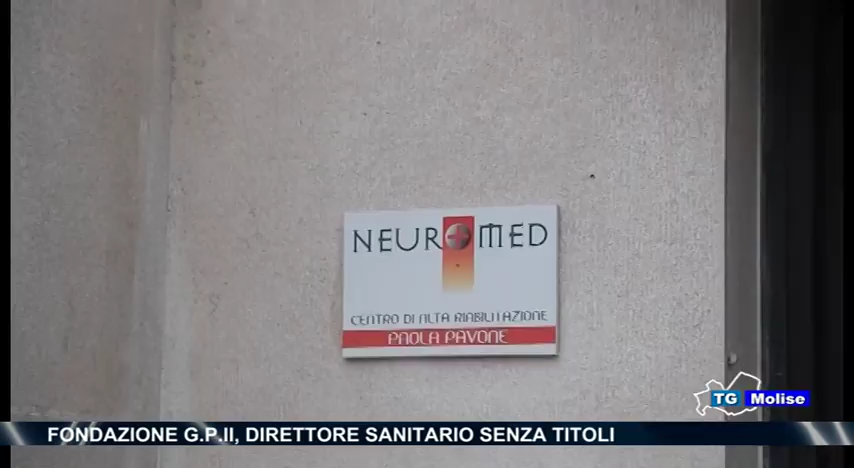 NEUROMED
CENTRO DI ALTA RIABILITAZIONE
PAOLA PAVONE
TG Molise
FONDAZIONE G.P.II, DIRETTORE SANITARIO SENZA TITOLI